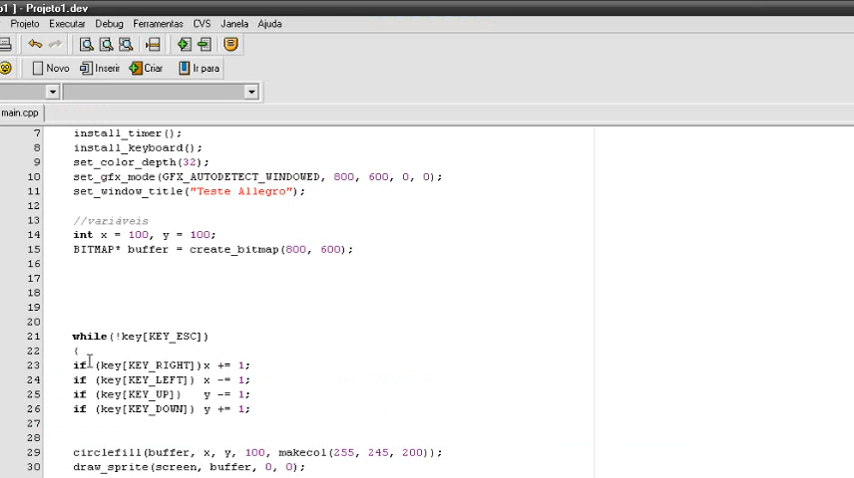 o1 ] - Projeto1.dev
Projeto Executar Debug Ferramentas CVS Janela Ajuda
Novo Inserir Criar Ir para
main.cpp
7 install_timer();
8 install_keyboard();
9 set_color_depth(32);
10 set_gfx_mode(GFX_AUTODETECT_WINDOWED, 800, 600, 0, 0);
11 set_window_title("Teste Allegro");
12
13 //variáveis
14 int x = 100, y = 100;
15 BITMAP* buffer = create_bitmap(800, 600);
16
17
18
19
20
21 while(!key[KEY_ESC])
22 {
23 if (key[KEY_RIGHT])x += 1;
24 if (key[KEY_LEFT]) x -= 1;
25 if (key[KEY_UP]) y -= 1;
26 if (key[KEY_DOWN]) y += 1;
27
28
29 circlefill(buffer, x, y, 100, makecol(255, 245, 200));
30 draw_sprite(screen, buffer, 0, 0);